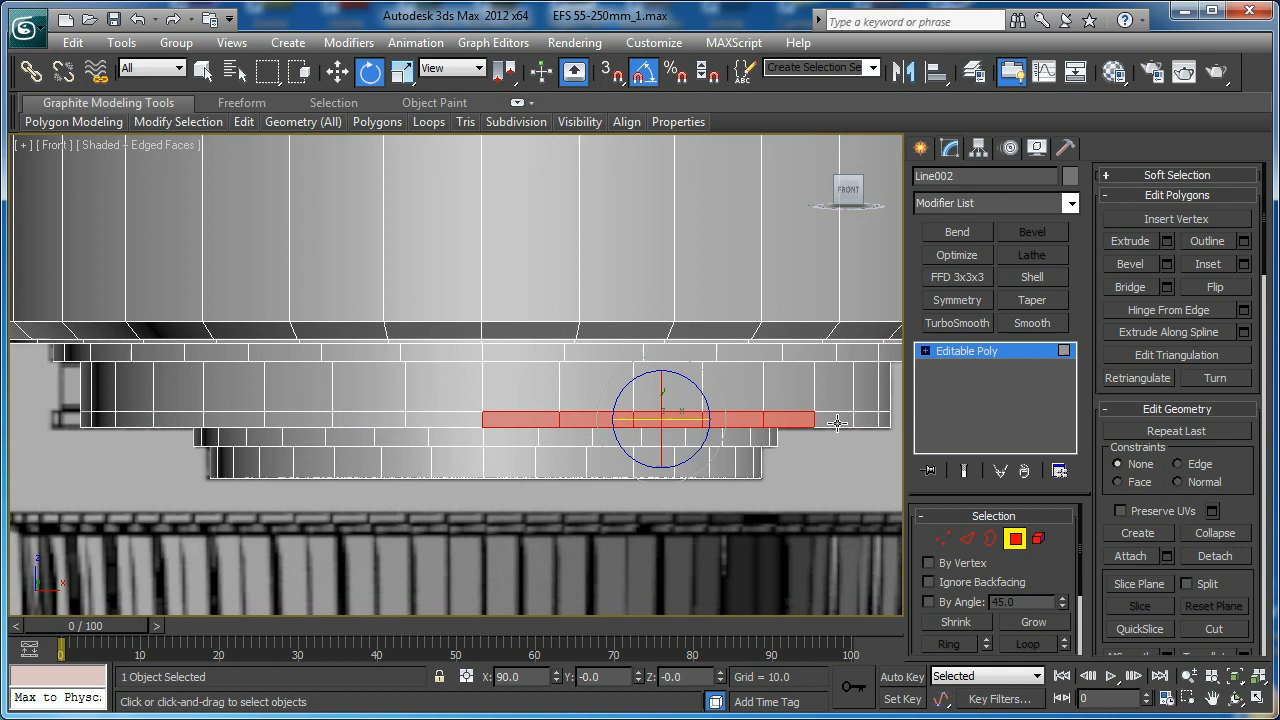 Autodesk 3ds Max 2012 x64    EFS 55-250mm_1.max
Type a keyword or phrase
Edit Tools Group Views Create Modifiers Animation Graph Editors Rendering Customize MAXScript Help
All View 3 Create Selection Se
Graphite Modeling Tools Freeform Selection Object Paint
Polygon Modeling Modify Selection Edit Geometry (All) Polygons Loops Tris Subdivision Visibility Align Properties
[ + ] [ Front ] [ Shaded - Edged Faces ]
FRONT
z
x
Line002
Modifier List
Bend Bevel
Optimize Lathe
FFD 3x3x3 Shell
Symmetry Taper
TurboSmooth Smooth
Editable Poly
Selection
By Vertex
Ignore Backfacing
By Angle: 45.0
Shrink Grow
Ring Loop
Soft Selection
Edit Polygons
Insert Vertex
Extrude Outline
Bevel Inset
Bridge Flip
Hinge From Edge
Extrude Along Spline
Edit Triangulation
Retriangulate Turn
Edit Geometry
Repeat Last
Constraints
None Edge
Face Normal
Preserve UVs
Create Collapse
Attach Detach
Slice Plane Split
Slice Reset Plane
QuickSlice Cut
0 / 100
0 10 20 30 40 50 60 70 80 90 100
1 Object Selected X: 90.0 Y: -0.0 Z: -0.0 Grid = 10.0 Auto Key Selected
Max to Physc
Click or click-and-drag to select objects Add Time Tag Set Key Key Filters... 0